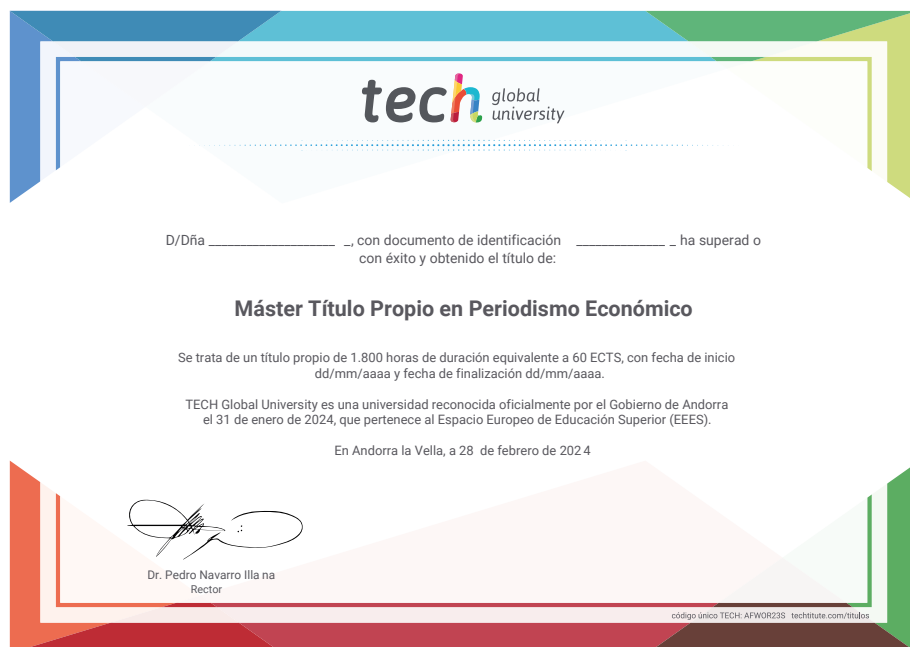 tech global
university
D/Dña ____________________ _, con documento de identificación ______________ _ ha superad o
con éxito y obtenido el título de:
Máster Título Propio en Periodismo Económico
Se trata de un título propio de 1.800 horas de duración equivalente a 60 ECTS, con fecha de inicio
dd/mm/aaaa y fecha de finalización dd/mm/aaaa.
TECH Global University es una universidad reconocida oficialmente por el Gobierno de Andorra
el 31 de enero de 2024, que pertenece al Espacio Europeo de Educación Superior (EEES).
En Andorra la Vella, a 28 de febrero de 2024
Dr. Pedro Navarro Illa na
Rector
código único TECH: AFWOR23S techtitute.com/titulos